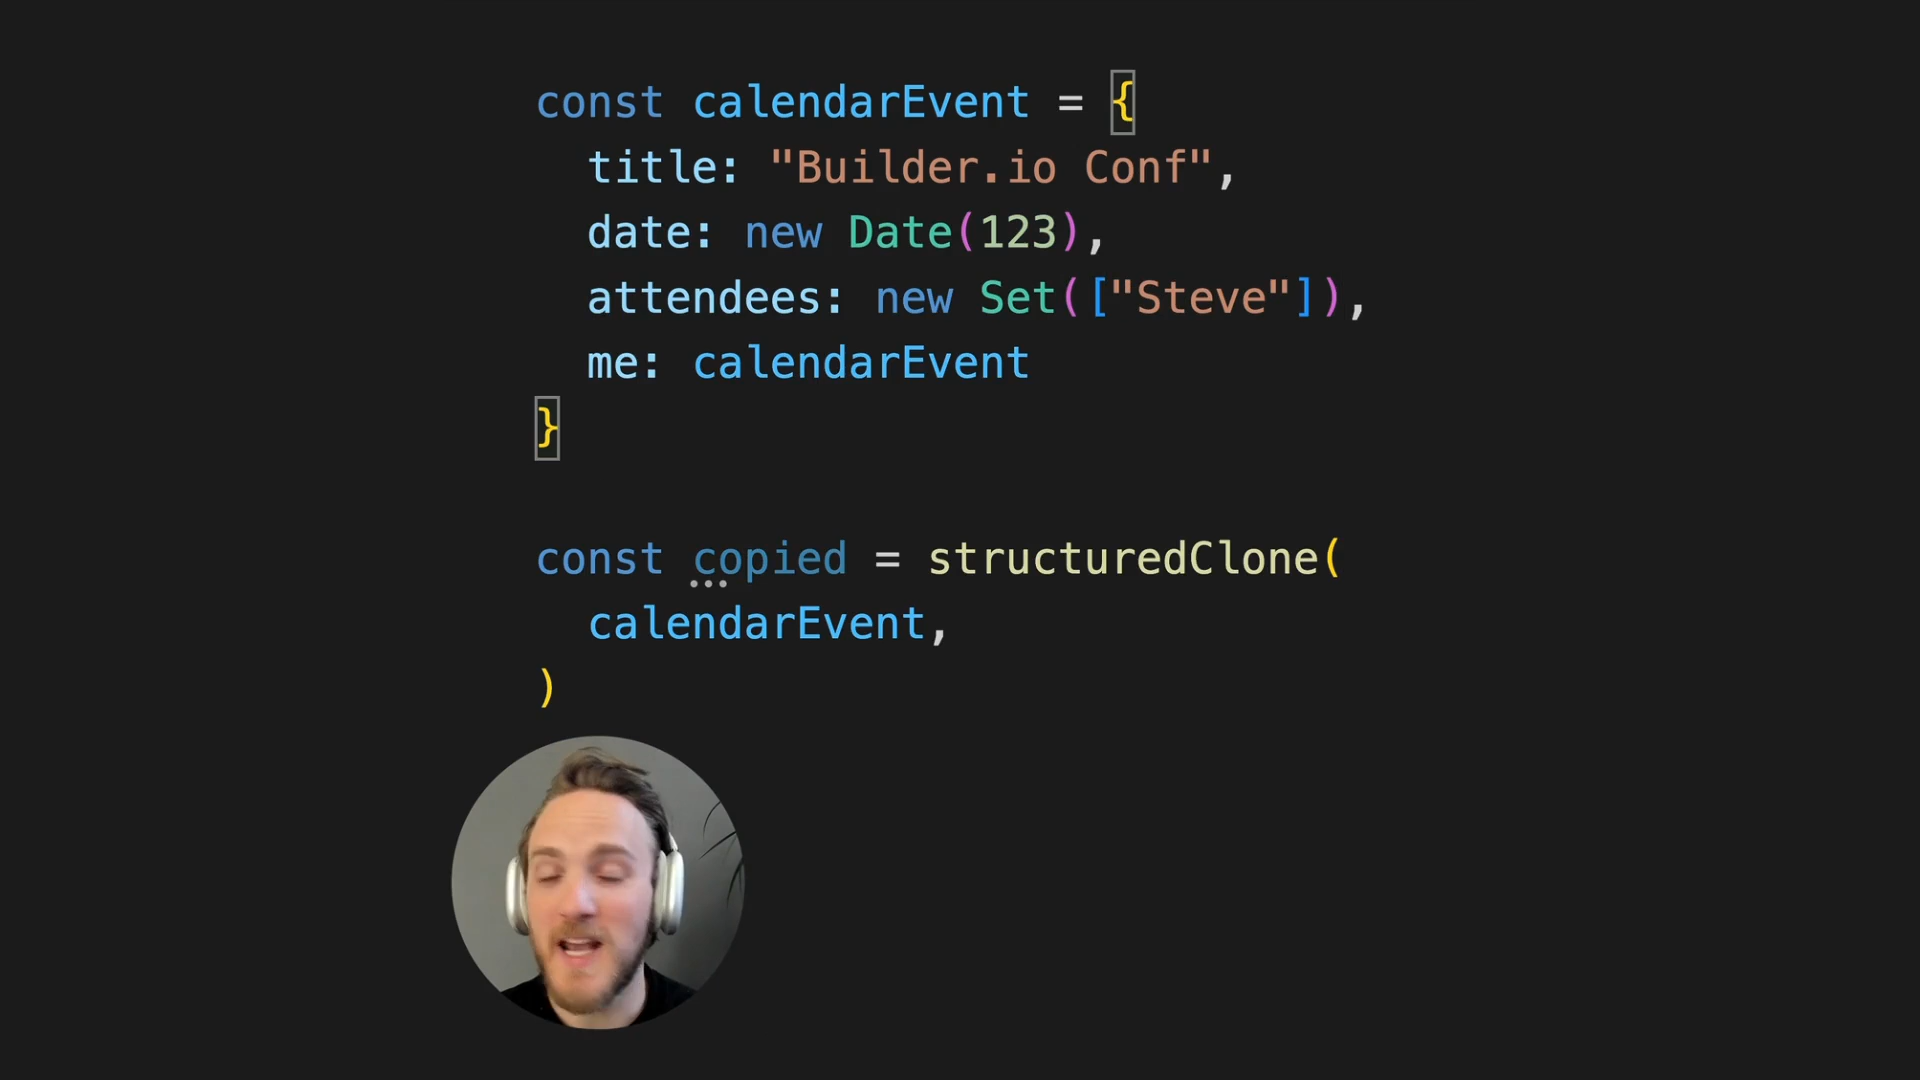 const calendarEvent = {
  title: "Builder.io Conf",
  date: new Date(123),
  attendees: new Set(["Steve"]),
  me: calendarEvent
}
const copied = structuredClone(
  calendarEvent,
)